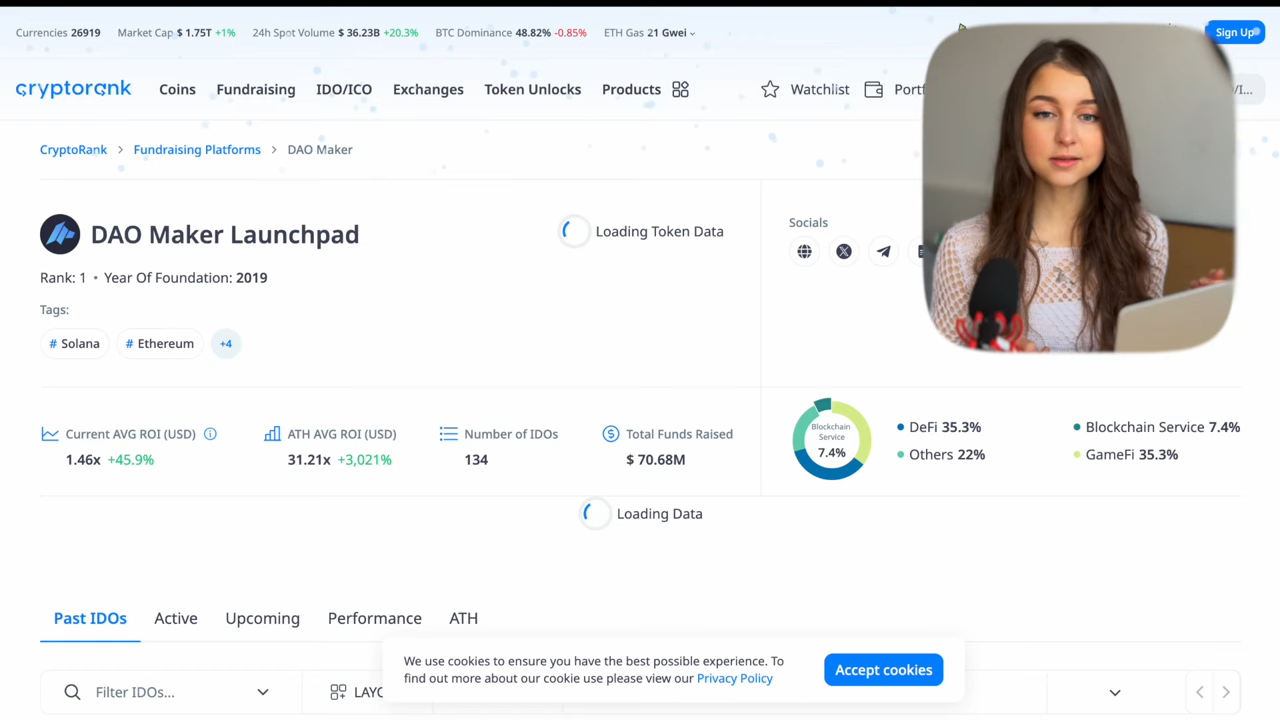 Currencies 26919 Market Cap $ 1.75T +1% 24h Spot Volume $ 36.23B +20.3% BTC Dominance 48.82% -0.85% ETH Gas 21 Gwei Sign Up
cryptorank Coins Fundraising IDO/ICO Exchanges Token Unlocks Products Watchlist
CryptoRank > Fundraising Platforms > DAO Maker
DAO Maker Launchpad
Loading Token Data
Socials
Rank: 1 • Year Of Foundation: 2019
Tags:
# Solana # Ethereum +4
Current AVG ROI (USD) ATH AVG ROI (USD) Number of IDOs Total Funds Raised
1.46x +45.9% 31.21x +3,021% 134 $ 70.68M
Blockchain
Service
7.4%
DeFi 35.3% Blockchain Service 7.4%
Others 22% GameFi 35.3%
Loading Data
Past IDOs Active Upcoming Performance ATH
We use cookies to ensure you have the best possible experience. To
find out more about our cookie use please view our Privacy Policy
Accept cookies
Filter IDOs...